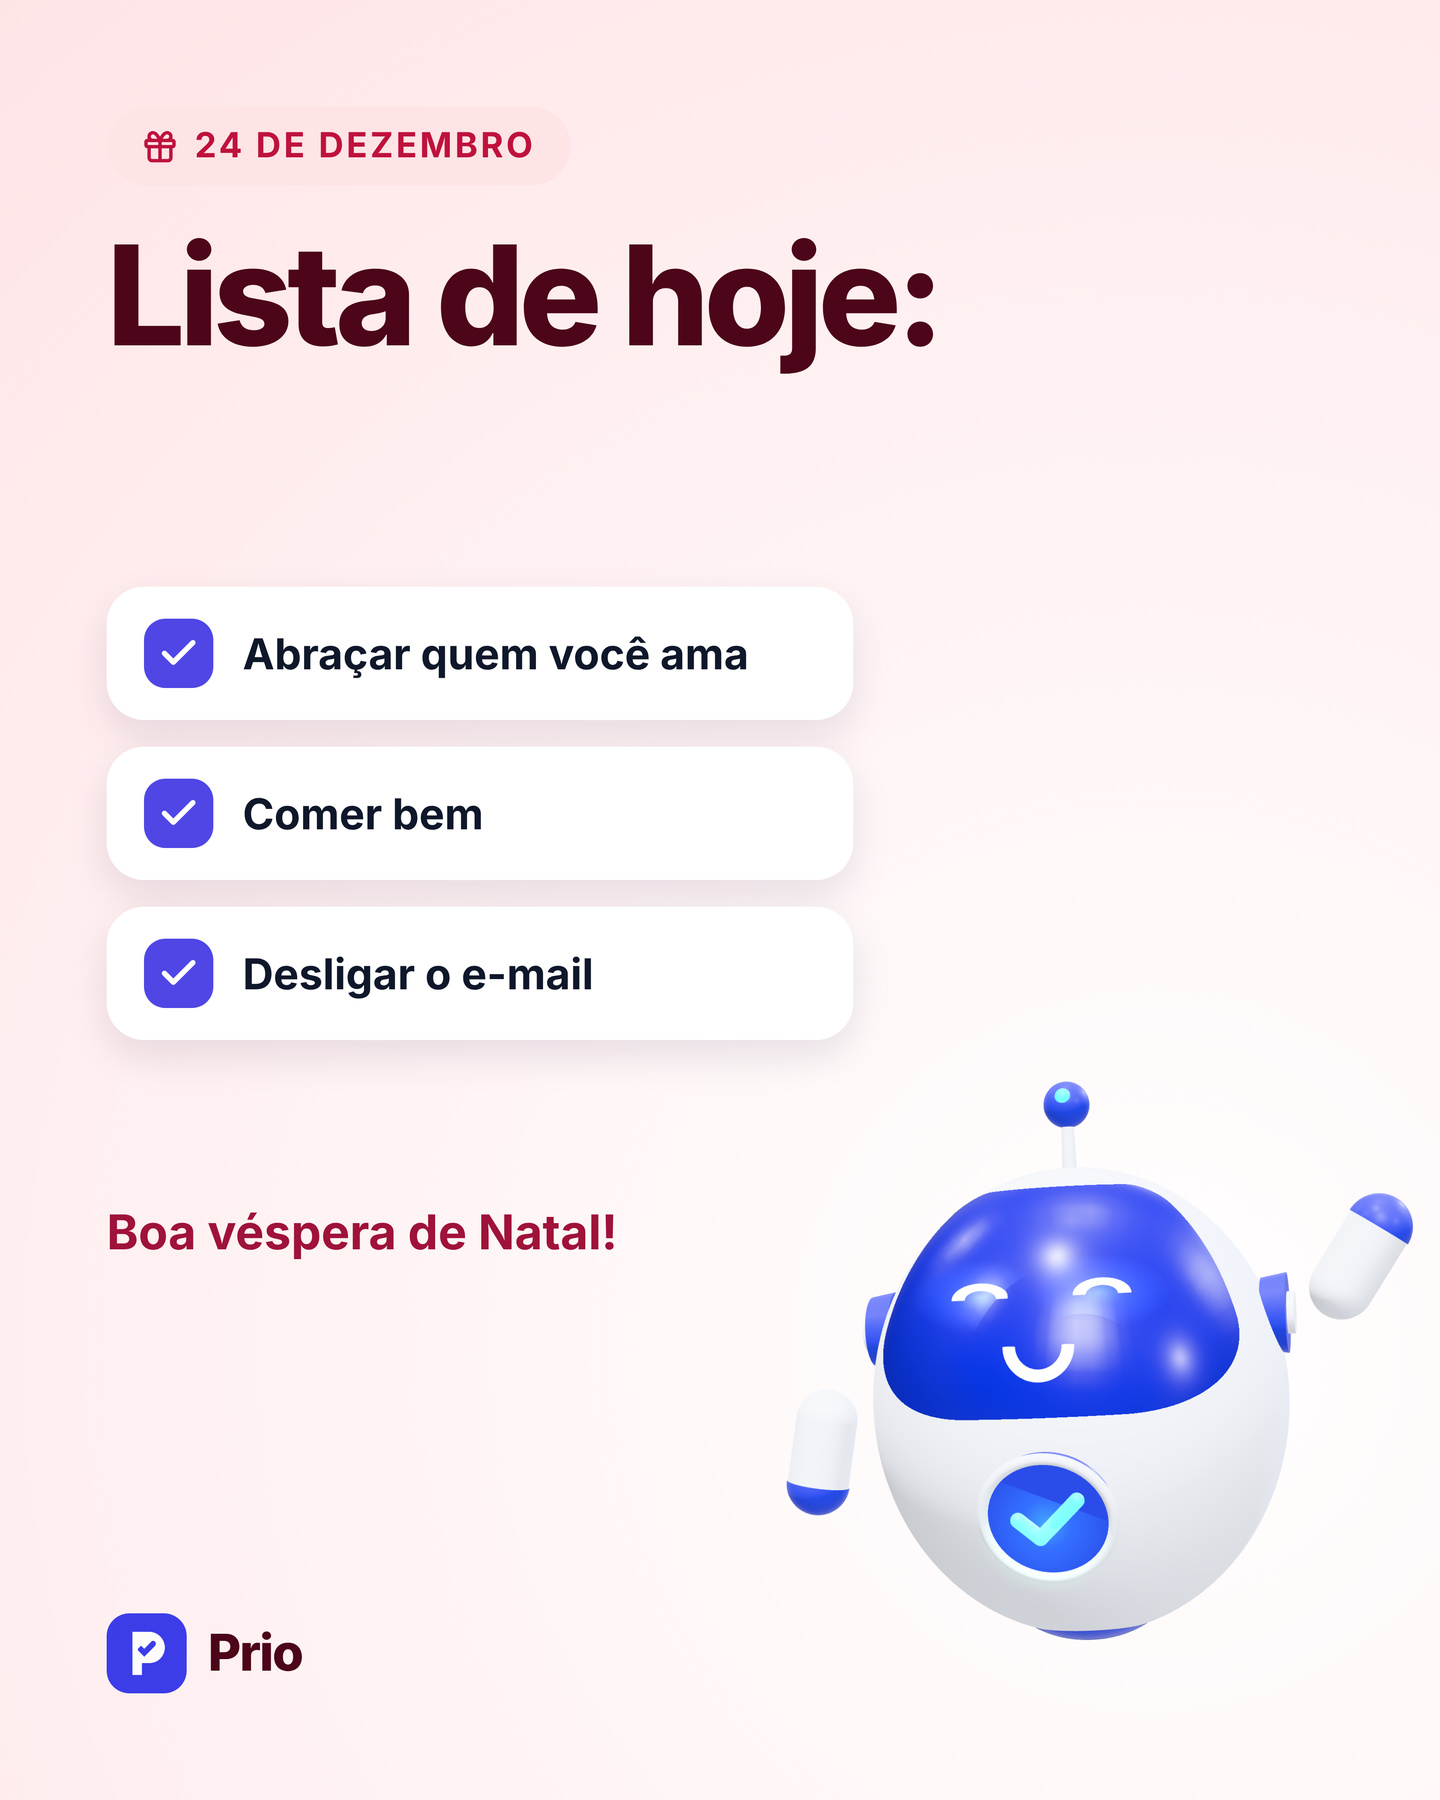 24 DE DEZEMBRO
Lista de hoje:
Abraçar quem você ama
Comer bem
Desligar o e-mail
Boa véspera de Natal!
Prio